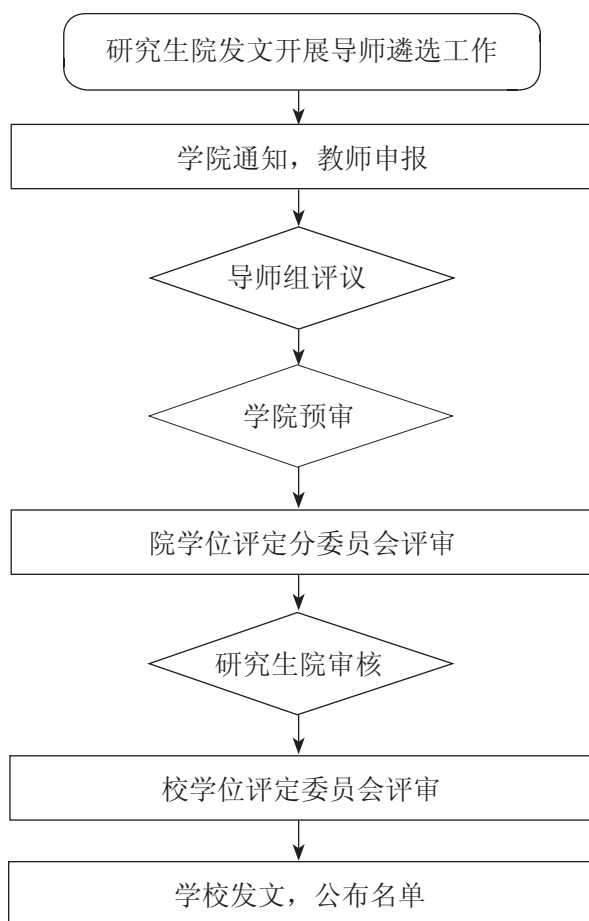 研究生院发文开展导师遴选工作
学院通知，教师申报
导师组评议
学院预审
院学位评定分委员会评审
研究生院审核
校学位评定委员会评审
学校发文，公布名单